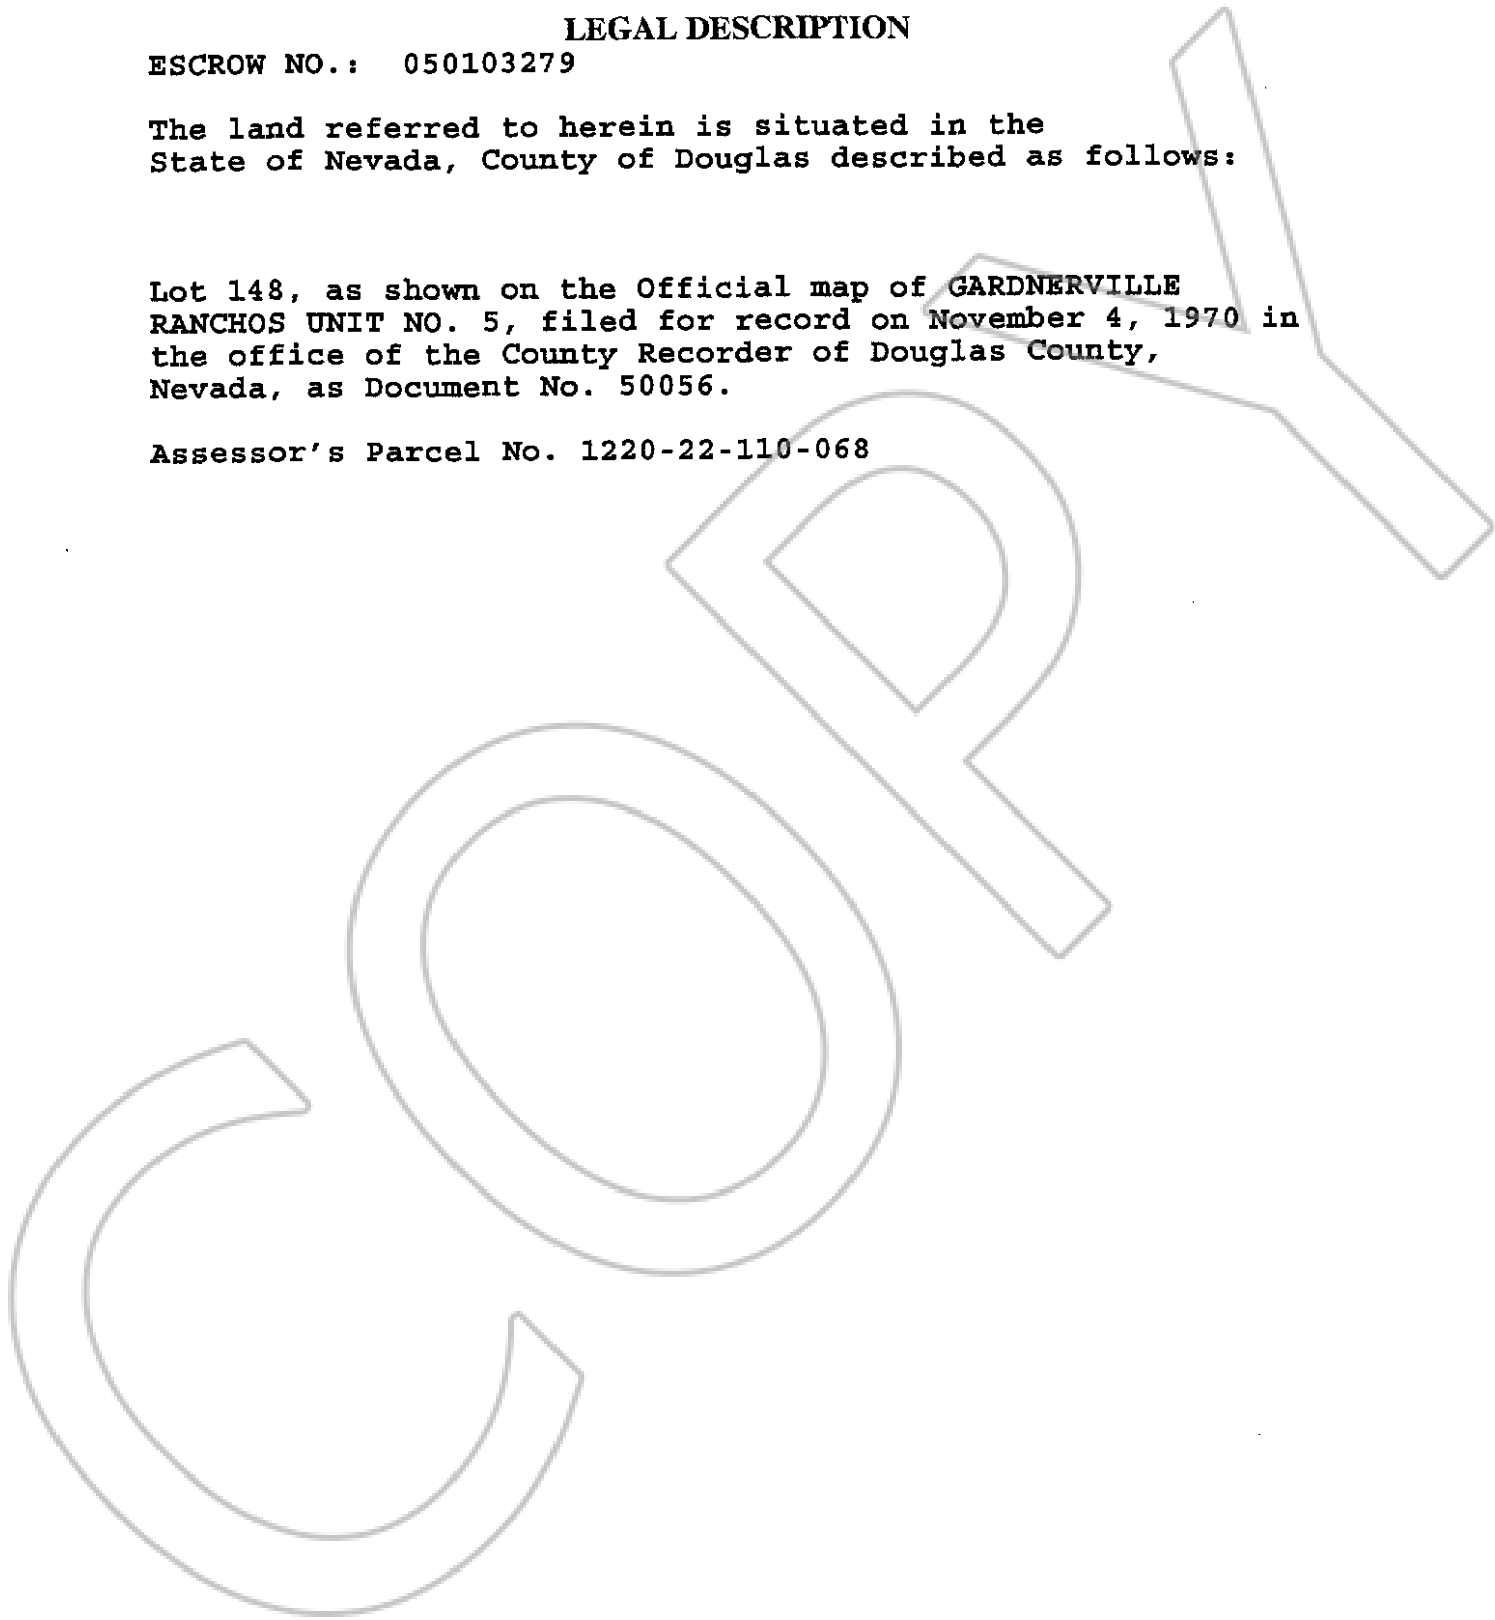 LEGAL DESCRIPTION
ESCROW NO.: 050103279
The land referred to herein is situated in the
State of Nevada, County of Douglas described as follows:
Lot 148, as shown on the Official map of GARDNERVILLE
RANCHOS UNIT NO. 5, filed for record on November 4, 1970 in
the office of the County Recorder of Douglas County,
Nevada, as Document No. 50056.
Assessor's Parcel No. 1220-22-110-068
COPY